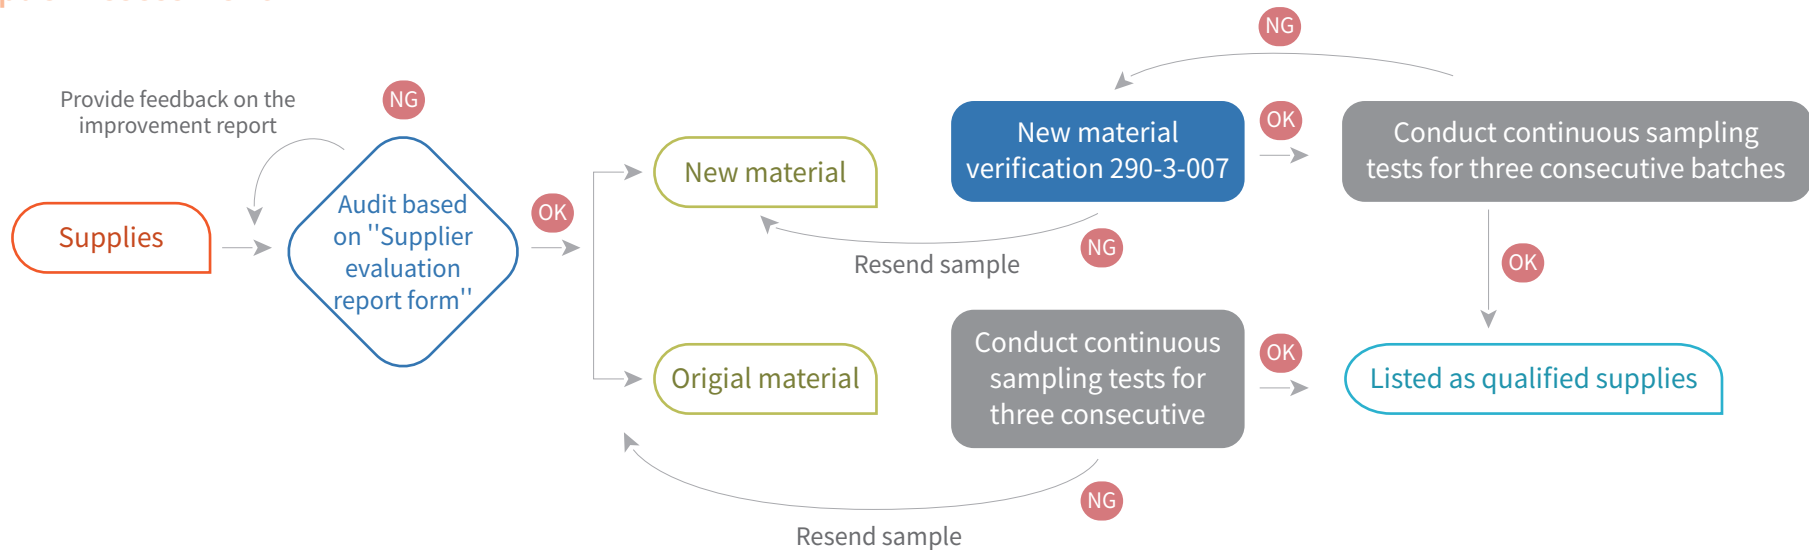 Provide feedback on the
improvement report
NG
Supplies
Audit based
on "Supplier
evaluation
report form"
OK
New material
Origial material
New material
verification 290-3-007
NG
Resend sample
OK
NG
Conduct continuous sampling
tests for three consecutive batches
OK
Conduct continuous
sampling tests for
three consecutive
OK
NG
Resend sample
Listed as qualified supplies